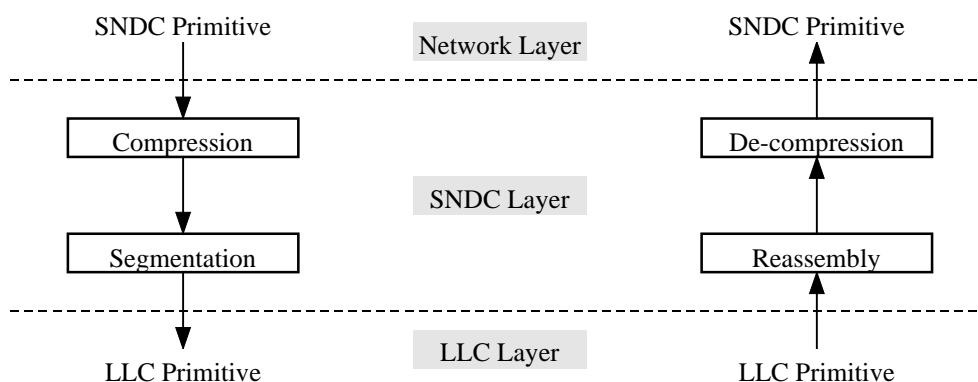 SNDC Primitive
Network Layer
SNDC Primitive
Compression
De-compression
SNDC Layer
Segmentation
Reassembly
LLC Layer
LLC Primitive
LLC Primitive